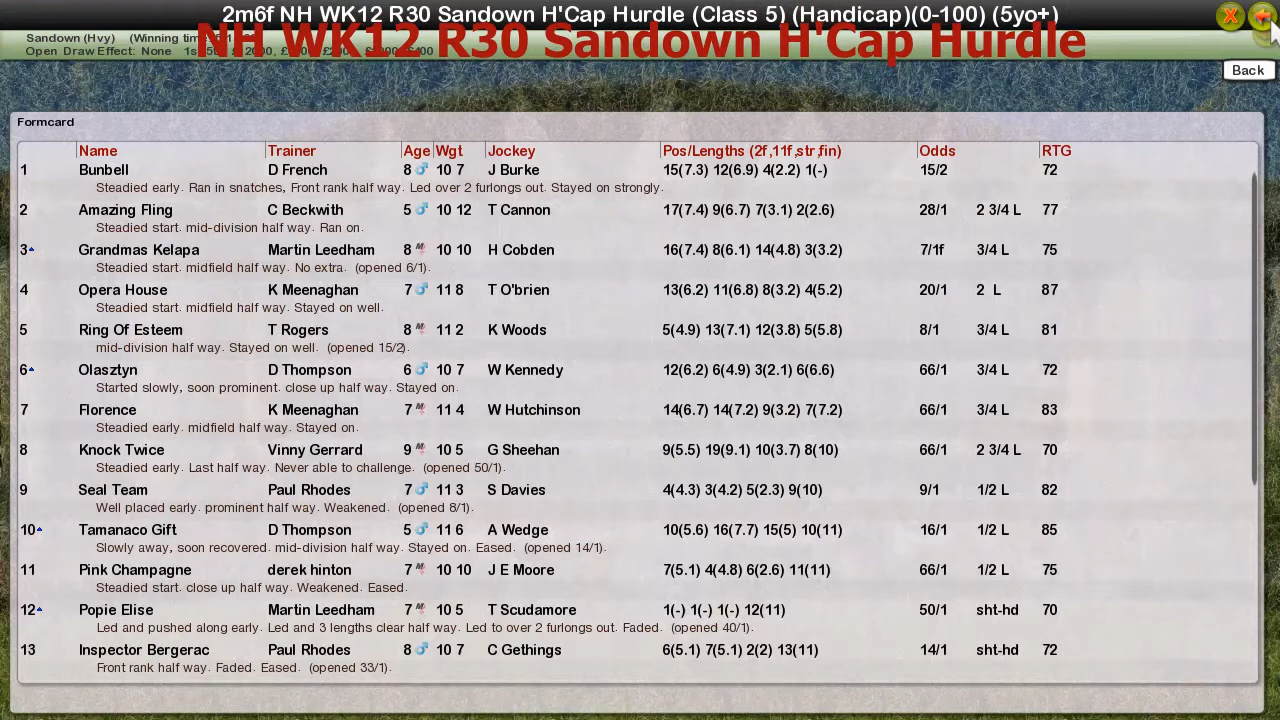 2m6f NH WK12 R30 Sandown H'Cap Hurdle (Class 5) (Handicap)(0-100) (5yo+)
NH WK12 R30 Sandown H'Cap Hurdle
Sandown (Hvy) (Winning time
Open Draw Effect: None
Back
Formcard
Name Trainer Age Wgt Jockey Pos/Lengths (2f,11f,str,fin) Odds RTG
1 Bunbell D French 8 10 7 J Burke 15(7.3) 12(6.9) 4(2.2) 1(-) 15/2 72
Steadied early. Ran in snatches, Front rank half way. Led over 2 furlongs out. Stayed on strongly.
2 Amazing Fling C Beckwith 5 10 12 T Cannon 17(7.4) 9(6.7) 7(3.1) 2(2.6) 28/1 2 3/4 L 77
Steadied start. mid-division half way. Ran on.
3 Grandmas Kelapa Martin Leedham 8 10 10 H Cobden 16(7.4) 8(6.1) 14(4.8) 3(3.2) 7/1f 3/4 L 75
Steadied start. midfield half way. No extra. (opened 6/1).
4 Opera House K Meenaghan 7 11 8 T O'brien 13(6.2) 11(6.8) 8(3.2) 4(5.2) 20/1 2 L 87
Steadied start. midfield half way. Stayed on well.
5 Ring Of Esteem T Rogers 8 11 2 K Woods 5(4.9) 13(7.1) 12(3.8) 5(5.8) 8/1 3/4 L 81
mid-division half way. Stayed on well. (opened 15/2).
6 Olasztyn D Thompson 6 10 7 W Kennedy 12(6.2) 6(4.9) 3(2.1) 6(6.6) 66/1 3/4 L 72
Started slowly, soon prominent. close up half way. Stayed on.
7 Florence K Meenaghan 7 11 4 W Hutchinson 14(6.7) 14(7.2) 9(3.2) 7(7.2) 66/1 3/4 L 83
Steadied early. midfield half way. Stayed on.
8 Knock Twice Vinny Gerrard 9 10 5 G Sheehan 9(5.5) 19(9.1) 10(3.7) 8(10) 66/1 2 3/4 L 70
Steadied early. Last half way. Never able to challenge. (opened 50/1).
9 Seal Team Paul Rhodes 7 11 3 S Davies 4(4.3) 3(4.2) 5(2.3) 9(10) 9/1 1/2 L 82
Well placed early. prominent half way. Weakened. (opened 8/1).
10 Tamanaco Gift D Thompson 5 11 6 A Wedge 10(5.6) 16(7.7) 15(5) 10(11) 16/1 1/2 L 85
Slowly away, soon recovered. mid-division half way. Stayed on. Eased. (opened 14/1).
11 Pink Champagne derek hinton 7 10 10 J E Moore 7(5.1) 4(4.8) 6(2.6) 11(11) 66/1 1/2 L 75
Steadied start. close up half way. Weakened. Eased.
12 Popie Elise Martin Leedham 7 10 5 T Scudamore 1(-) 1(-) 1(-) 12(11) 50/1 sht-hd 70
Led and pushed along early. Led and 3 lengths clear half way. Led to over 2 furlongs out. Faded. (opened 40/1).
13 Inspector Bergerac Paul Rhodes 8 10 7 C Gethings 6(5.1) 7(5.1) 2(2) 13(11) 14/1 sht-hd 72
Front rank half way. Faded. Eased. (opened 33/1).